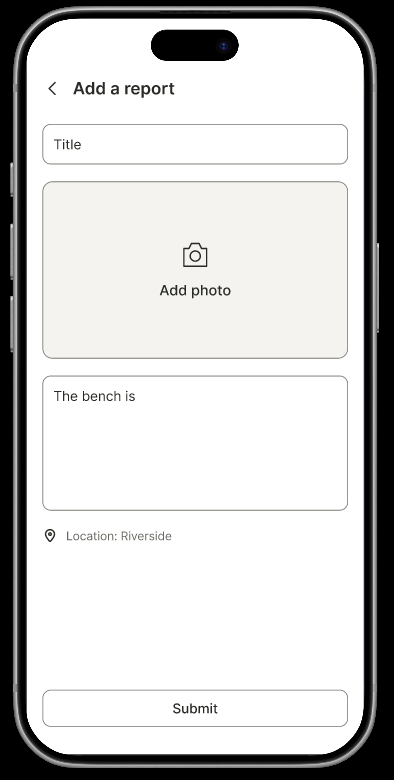 Add a report
Title
Add photo
The bench is
Location: Riverside
Submit